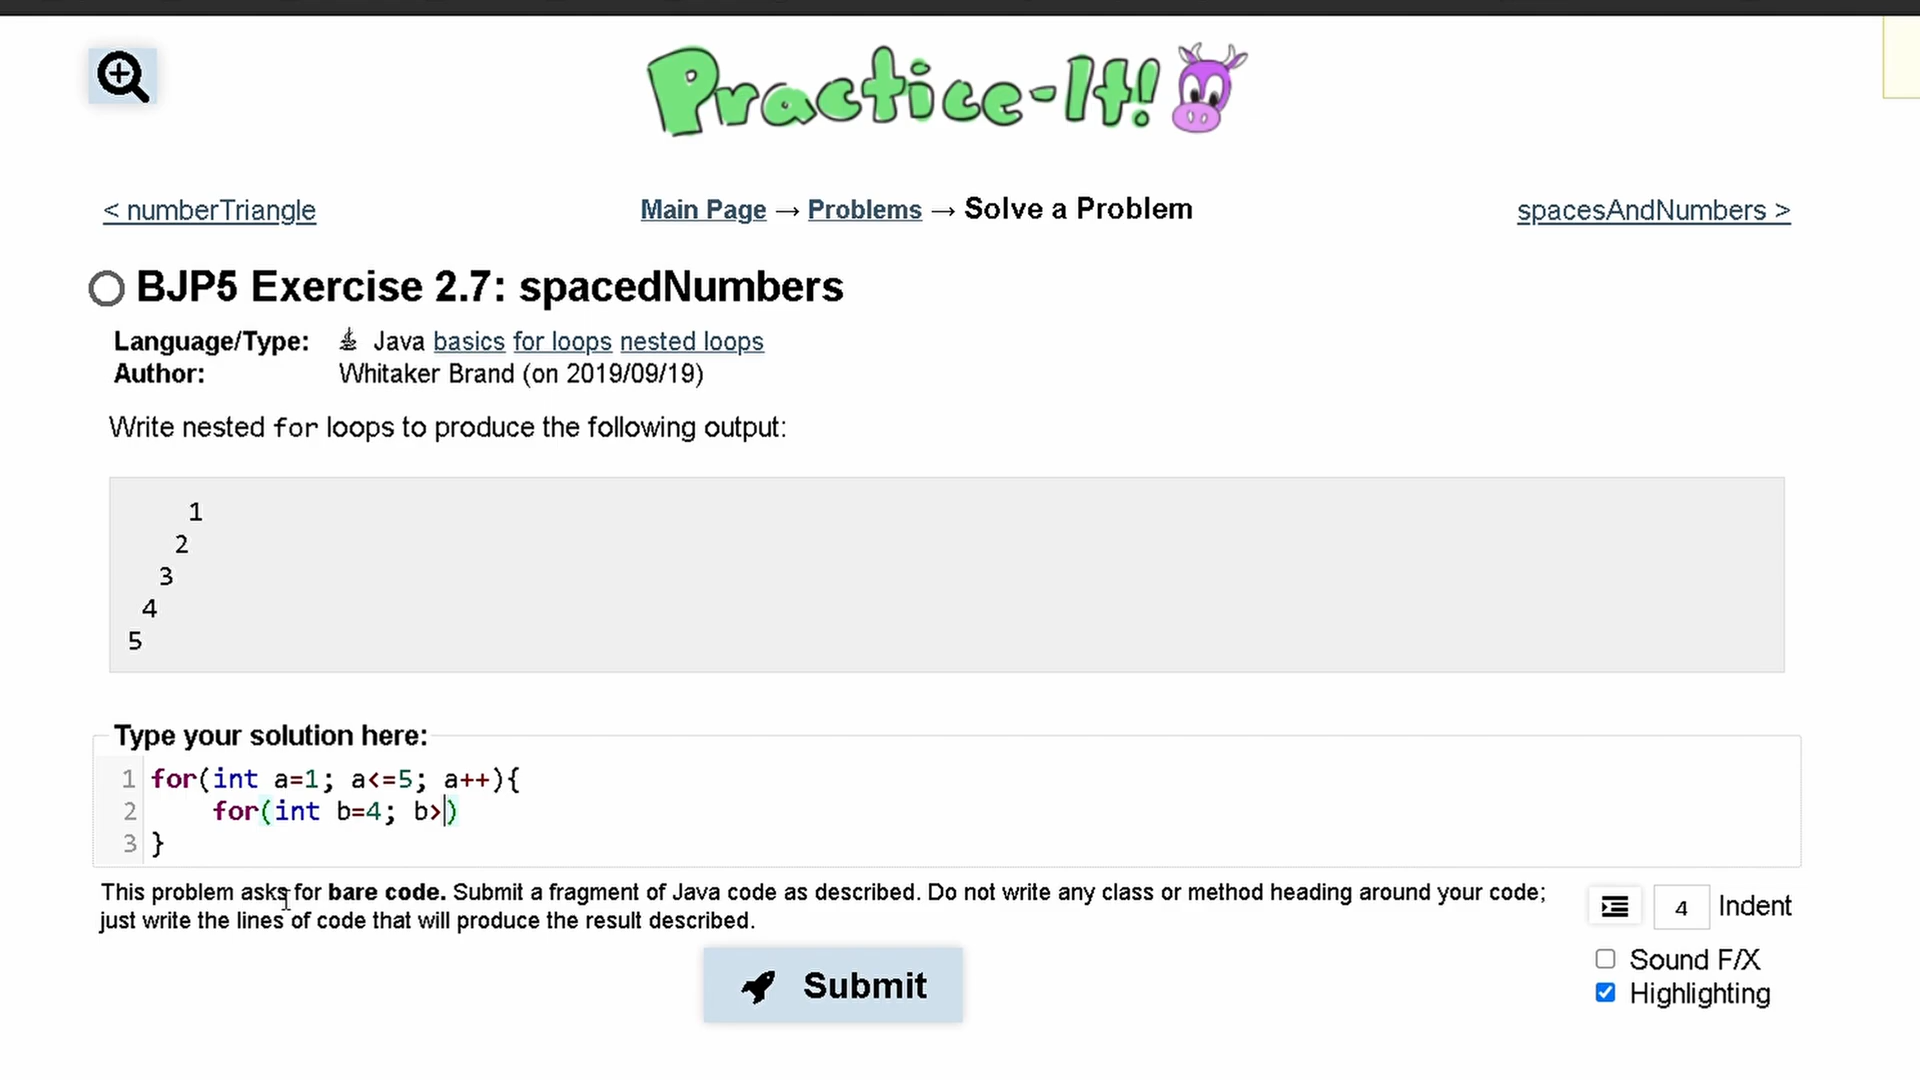 Practice-It!
< numberTriangle
Main Page → Problems → Solve a Problem
spacesAndNumbers >
BJP5 Exercise 2.7: spacedNumbers
Language/Type: Java basics for loops nested loops
Author: Whitaker Brand (on 2019/09/19)
Write nested for loops to produce the following output:
    1
   2
  3
 4
5
Type your solution here:
1 for(int a=1; a<=5; a++){
2     for(int b=4; b>)
3 }
This problem asks for bare code. Submit a fragment of Java code as described. Do not write any class or method heading around your code;
just write the lines of code that will produce the result described.
4 Indent
Sound F/X
Highlighting
Submit